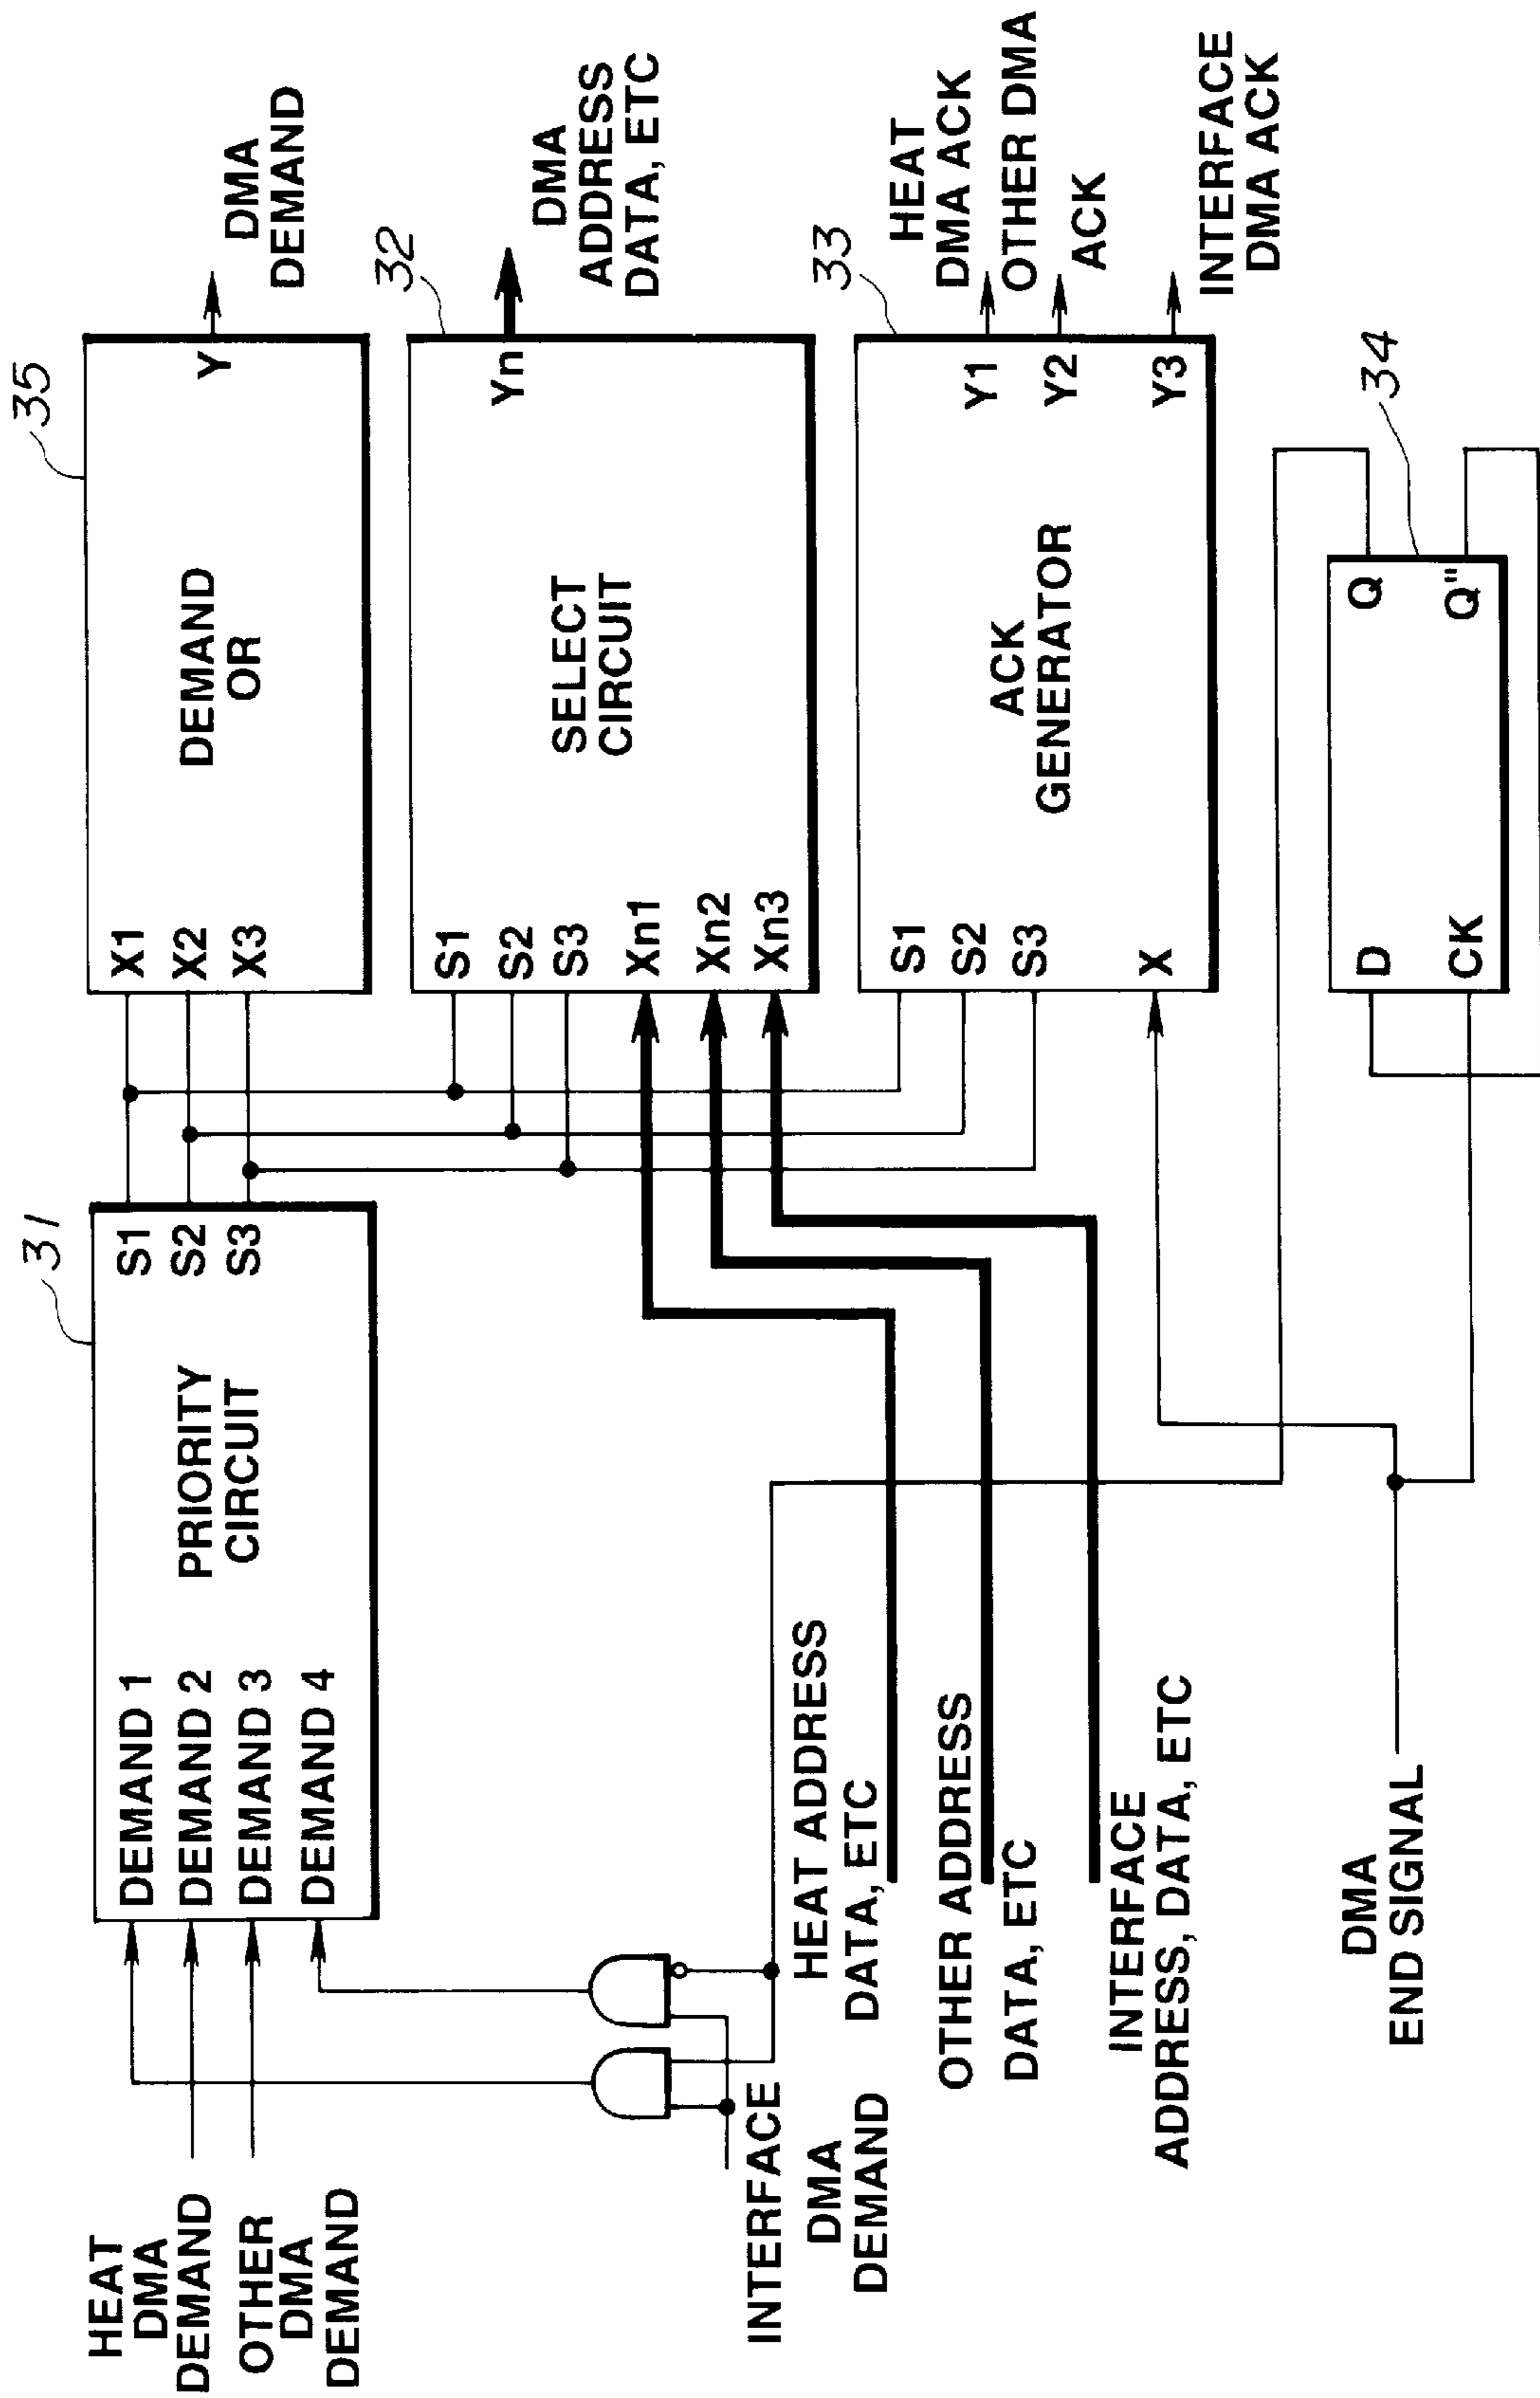 HEAT
DMA
DEMAND
OTHER
DMA
DEMAND
31
DEMAND 1
DEMAND 2
DEMAND 3
DEMAND 4
PRIORITY
CIRCUIT
S1
S2
S3
35
X1
X2
X3
DEMAND
OR
Y
DMA
DEMAND
32
S1
S2
S3
Xn1
Xn2
Xn3
SELECT
CIRCUIT
Yn
DMA
ADDRESS
DATA, ETC
33
S1
S2
S3
X
ACK
GENERATOR
Y1
Y2
Y3
HEAT
DMA ACK
OTHER DMA
ACK
INTERFACE
DMA ACK
INTERFACE
DMA
DEMAND
HEAT ADDRESS
DATA, ETC
OTHER ADDRESS
DATA, ETC
INTERFACE
ADDRESS, DATA, ETC
DMA
END SIGNAL
34
D
CK
Q
Q"